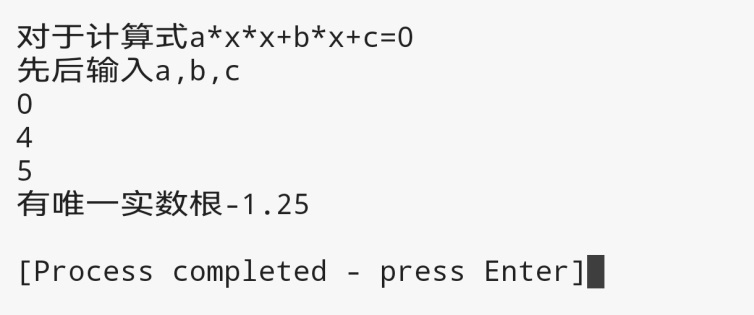 对于计算式a*x*x+b*x+c=0
先后输入a,b,c
0
4
5
有唯一实数根-1.25
[Process completed - press Enter]